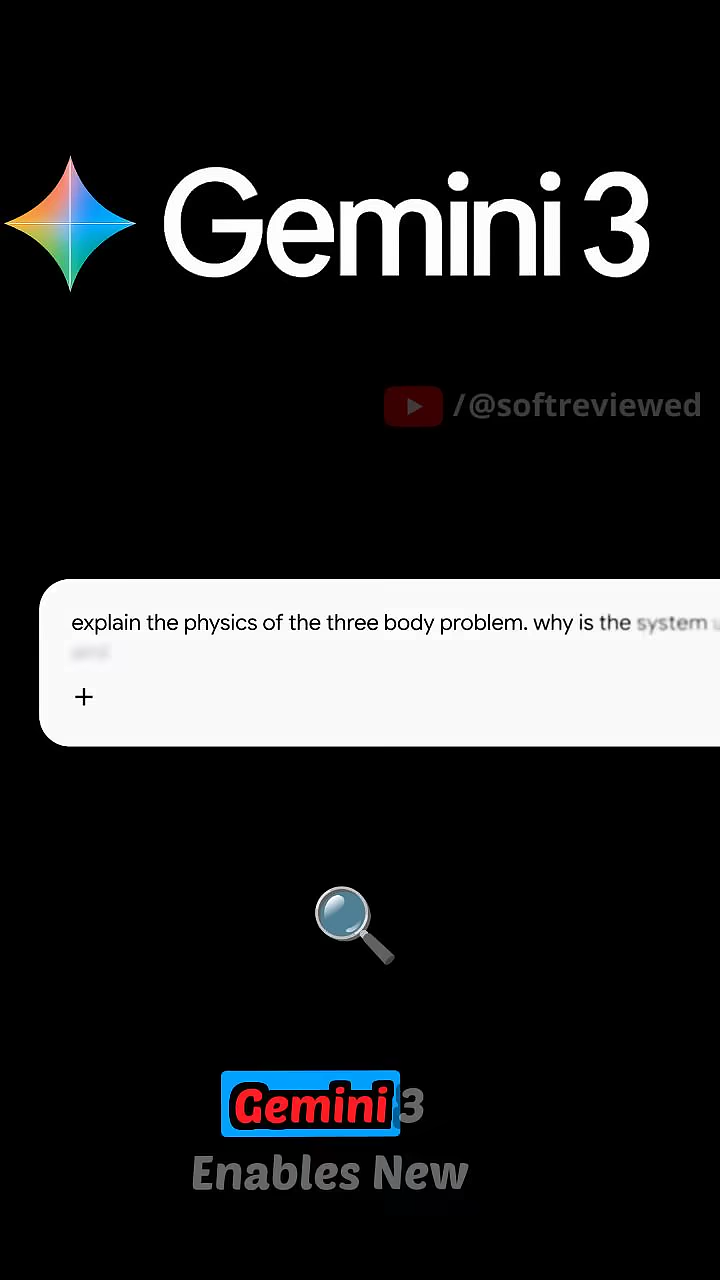 Gemini 3
/@softreviewed
explain the physics of the three body problem. why is the system
+
Gemini 3
Enables New